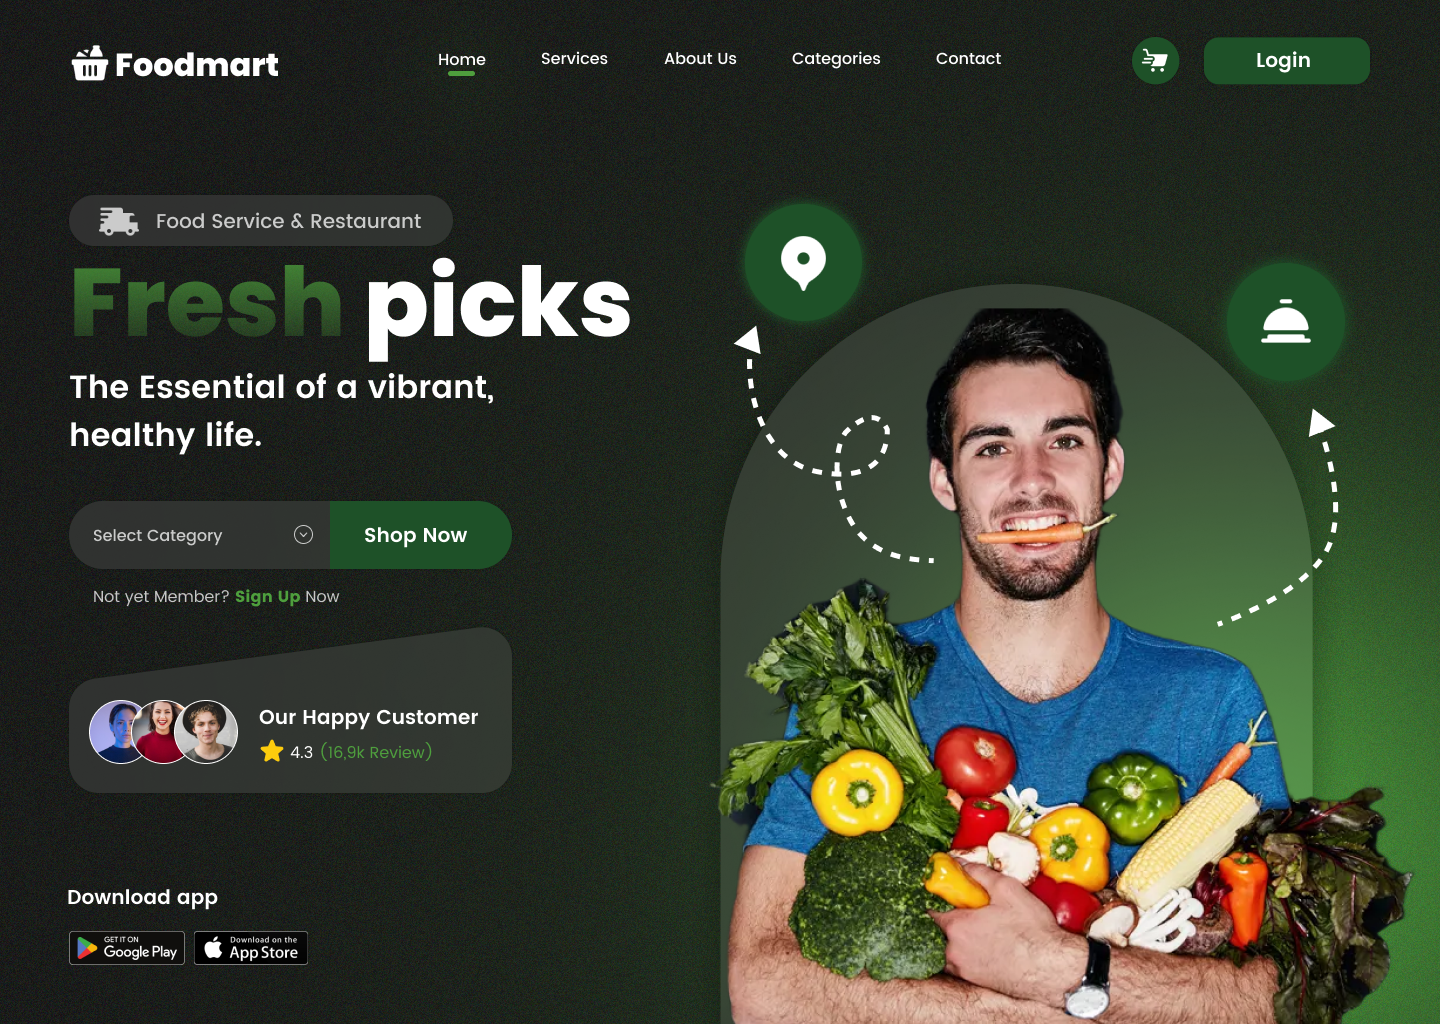 Foodmart
Home
Services
About Us
Categories
Contact
Login
Food Service & Restaurant
Fresh picks
The Essential of a vibrant,
healthy life.
Select Category
Shop Now
Not yet Member? Sign Up Now
Our Happy Customer
4.3 (16,9k Review)
Download app
GET IT ON
Google Play
Download on the
App Store